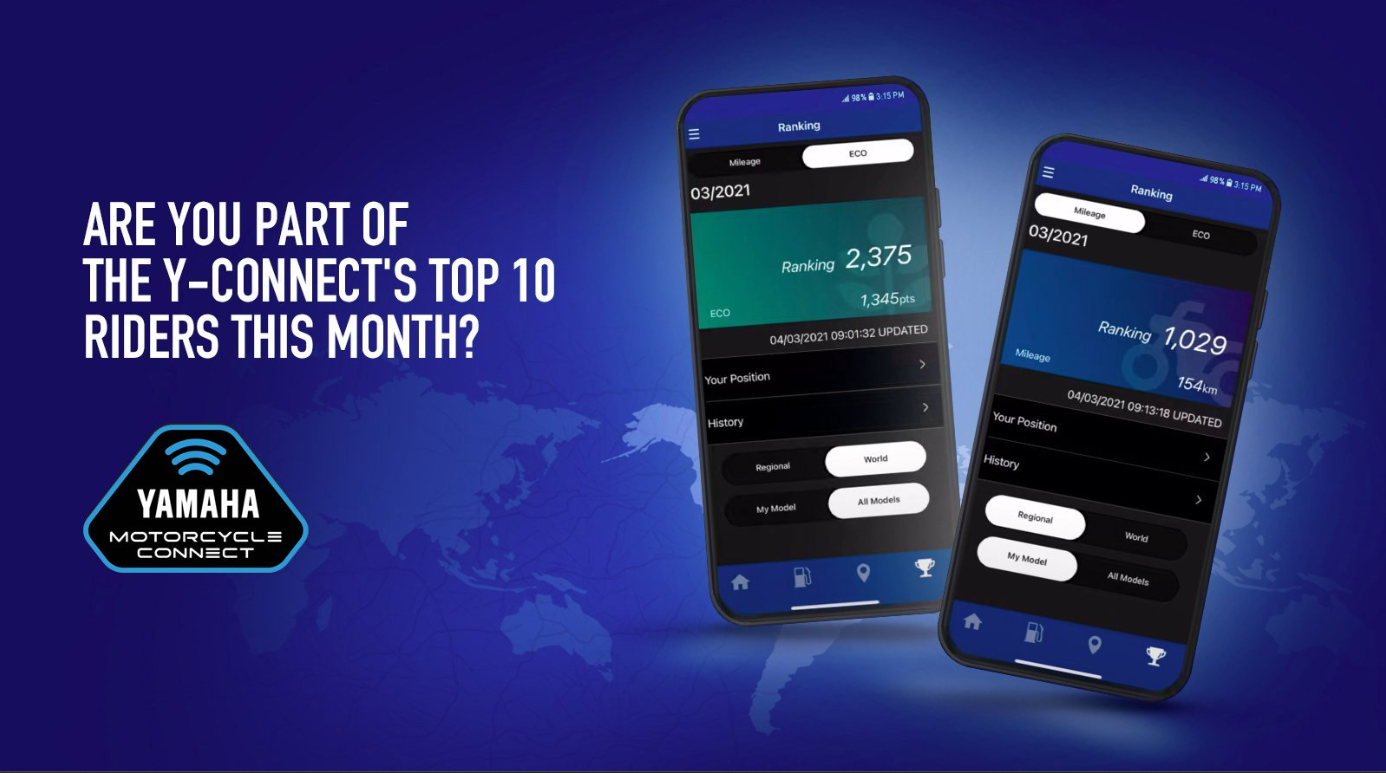 ARE YOU PART OF
THE Y-CONNECT'S TOP 10
RIDERS THIS MONTH?
YAMAHA
MOTORCYCLE
CONNECT
98% 3:15 PM
Ranking
Mileage ECO
03/2021
Ranking 2,375
1,345pts
ECO
04/03/2021 09:01:32 UPDATED
Your Position
History
Regional World
My Model All Models
98% 3:15 PM
Ranking
Mileage ECO
03/2021
Ranking 1,029
Mileage
154km
04/03/2021 09:13:18 UPDATED
Your Position
History
Regional World
My Model All Models